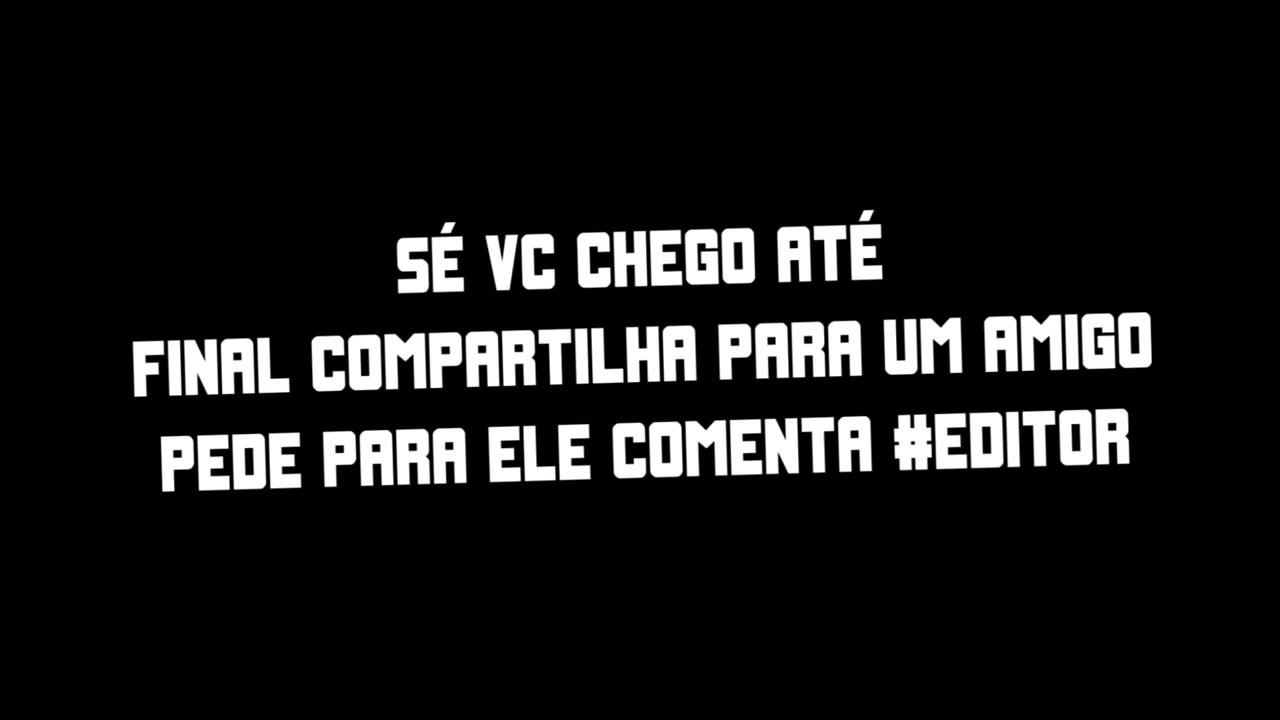 SÉ VC CHEGO ATÉ
FINAL COMPARTILHA PARA UM AMIGO
PEDE PARA ELE COMENTA #EDITOR